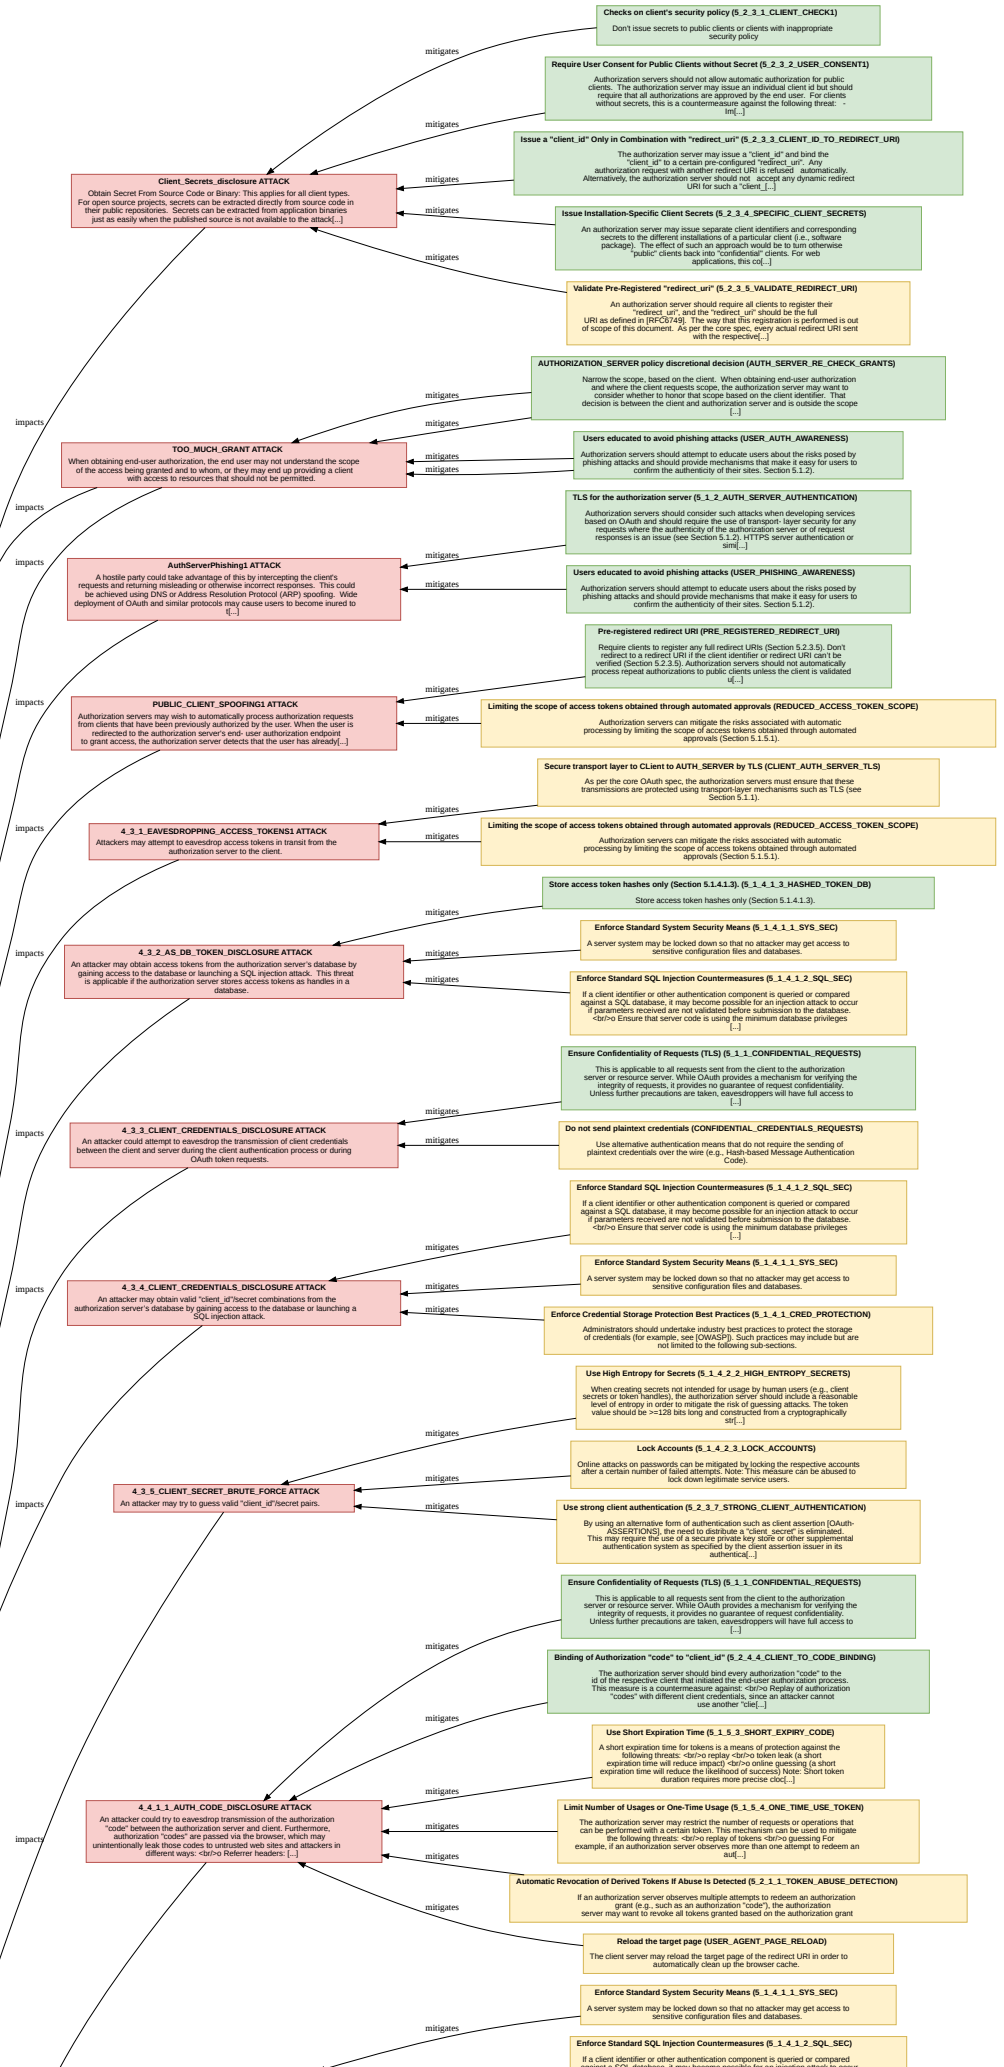 Checks on client's security policy (5_2_3_1_CLIENT_CHECK1)
Don't issue secrets to public clients or clients with inappropriate
security policy
mitigates
Require User Consent for Public Clients without Secret (5_2_3_2_USER_CONSENT1)
Authorization servers should not allow automatic authorization for public
clients. The authorization server may issue an individual client id but should
require that all authorizations are approved by the end user. For clients
without secrets, this is a countermeasure against the following threat: -
Im[...]
mitigates
Issue a "client_id" Only in Combination with "redirect_uri" (5_2_3_3_CLIENT_ID_TO_REDIRECT_URI)
The authorization server may issue a "client_id" and bind the
"client_id" to a certain pre-configured "redirect_uri". Any
authorization request with another redirect URI is refused automatically.
Alternatively, the authorization server should not accept any dynamic redirect
URI for such a "client_[...]
mitigates
Client_Secrets_disclosure ATTACK
Obtain Secret From Source Code or Binary: This applies for all client types.
For open source projects, secrets can be extracted directly from source code in
their public repositories. Secrets can be extracted from application binaries
just as easily when the published source is not available to the attack[...]
mitigates
Issue Installation-Specific Client Secrets (5_2_3_4_SPECIFIC_CLIENT_SECRETS)
An authorization server may issue separate client identifiers and corresponding
secrets to the different installations of a particular client (i.e., software
package). The effect of such an approach would be to turn otherwise
"public" clients back into "confidential" clients. For web
applications, this co[...]
mitigates
Validate Pre-Registered "redirect_uri" (5_2_3_5_VALIDATE_REDIRECT_URI)
An authorization server should require all clients to register their
"redirect_uri", and the "redirect_uri" should be the full
URI as defined in [RFC6749]. The way that this registration is performed is out
of scope of this document. As per the core spec, every actual redirect URI sent
with the respective[...]
AUTHORIZATION_SERVER policy discretional decision (AUTH_SERVER_RE_CHECK_GRANTS)
Narrow the scope, based on the client. When obtaining end-user authorization
and where the client requests scope, the authorization server may want to
consider whether to honor that scope based on the client identifier. That
decision is between the client and authorization server and is outside the scope
[...]
mitigates
mitigates
impacts
TOO_MUCH_GRANT ATTACK
When obtaining end-user authorization, the end user may not understand the scope
of the access being granted and to whom, or they may end up providing a client
with access to resources that should not be permitted.
mitigates
mitigates
Users educated to avoid phishing attacks (USER_AUTH_AWARENESS)
Authorization servers should attempt to educate users about the risks posed by
phishing attacks and should provide mechanisms that make it easy for users to
confirm the authenticity of their sites. Section 5.1.2).
impacts
TLS for the authorization server (5_1_2_AUTH_SERVER_AUTHENTICATION)
Authorization servers should consider such attacks when developing services
based on OAuth and should require the use of transport- layer security for any
requests where the authenticity of the authorization server or of request
responses is an issue (see Section 5.1.2). HTTPS server authentication or
simi[...]
mitigates
impacts
AuthServerPhishing1 ATTACK
A hostile party could take advantage of this by intercepting the client's
requests and returning misleading or otherwise incorrect responses. This could
be achieved using DNS or Address Resolution Protocol (ARP) spoofing. Wide
deployment of OAuth and similar protocols may cause users to become inured to
t[...]
mitigates
Users educated to avoid phishing attacks (USER_PHISHING_AWARENESS)
Authorization servers should attempt to educate users about the risks posed by
phishing attacks and should provide mechanisms that make it easy for users to
confirm the authenticity of their sites. Section 5.1.2).
Pre-registered redirect URI (PRE_REGISTERED_REDIRECT_URI)
Require clients to register any full redirect URIs (Section 5.2.3.5). Don't
redirect to a redirect URI if the client identifier or redirect URI can't be
verified (Section 5.2.3.5). Authorization servers should not automatically
process repeat authorizations to public clients unless the client is validated
u[...]
mitigates
impacts
PUBLIC_CLIENT_SPOOFING1 ATTACK
Authorization servers may wish to automatically process authorization requests
from clients that have been previously authorized by the user. When the user is
redirected to the authorization server's end- user authorization endpoint
to grant access, the authorization server detects that the user has already[...]
mitigates
Limiting the scope of access tokens obtained through automated approvals (REDUCED_ACCESS_TOKEN_SCOPE)
Authorization servers can mitigate the risks associated with automatic
processing by limiting the scope of access tokens obtained through automated
approvals (Section 5.1.5.1).
Secure transport layer to CLient to AUTH_SERVER by TLS (CLIENT_AUTH_SERVER_TLS)
As per the core OAuth spec, the authorization servers must ensure that these
transmissions are protected using transport-layer mechanisms such as TLS (see
Section 5.1.1).
mitigates
impacts
4_3_1_EAVESDROPPING_ACCESS_TOKENS1 ATTACK
Attackers may attempt to eavesdrop access tokens in transit from the
authorization server to the client.
mitigates
Limiting the scope of access tokens obtained through automated approvals (REDUCED_ACCESS_TOKEN_SCOPE)
Authorization servers can mitigate the risks associated with automatic
processing by limiting the scope of access tokens obtained through automated
approvals (Section 5.1.5.1).
Store access token hashes only (Section 5.1.4.1.3). (5_1_4_1_3_HASHED_TOKEN_DB)
Store access token hashes only (Section 5.1.4.1.3).
mitigates
impacts
4_3_2_AS_DB_TOKEN_DISCLOSURE ATTACK
An attacker may obtain access tokens from the authorization server's database by
gaining access to the database or launching a SQL injection attack. This threat
is applicable if the authorization server stores access tokens as handles in a
database.
mitigates
Enforce Standard System Security Means (5_1_4_1_1_SYS_SEC)
A server system may be locked down so that no attacker may get access to
sensitive configuration files and databases.
mitigates
Enforce Standard SQL Injection Countermeasures (5_1_4_1_2_SQL_SEC)
If a client identifier or other authentication component is queried or compared
against a SQL database, it may become possible for an injection attack to occur
if parameters received are not validated before submission to the database.
<br/>o Ensure that server code is using the minimum database privileges
[...]
Ensure Confidentiality of Requests (TLS) (5_1_1_CONFIDENTIAL_REQUESTS)
This is applicable to all requests sent from the client to the authorization
server or resource server. While OAuth provides a mechanism for verifying the
integrity of requests, it provides no guarantee of request confidentiality.
Unless further precautions are taken, eavesdroppers will have full access to
[...]
mitigates
impacts
4_3_3_CLIENT_CREDENTIALS_DISCLOSURE ATTACK
An attacker could attempt to eavesdrop the transmission of client credentials
between the client and server during the client authentication process or during
OAuth token requests.
mitigates
Do not send plaintext credentials (CONFIDENTIAL_CREDENTIALS_REQUESTS)
Use alternative authentication means that do not require the sending of
plaintext credentials over the wire (e.g., Hash-based Message Authentication
Code).
Enforce Standard SQL Injection Countermeasures (5_1_4_1_2_SQL_SEC)
If a client identifier or other authentication component is queried or compared
against a SQL database, it may become possible for an injection attack to occur
if parameters received are not validated before submission to the database.
<br/>o Ensure that server code is using the minimum database privileges
[...]
mitigates
impacts
4_3_4_CLIENT_CREDENTIALS_DISCLOSURE ATTACK
An attacker may obtain valid "client_id"/secret combinations from the
authorization server's database by gaining access to the database or launching a
SQL injection attack.
mitigates
Enforce Standard System Security Means (5_1_4_1_1_SYS_SEC)
A server system may be locked down so that no attacker may get access to
sensitive configuration files and databases.
mitigates
Enforce Credential Storage Protection Best Practices (5_1_4_1_CRED_PROTECTION)
Administrators should undertake industry best practices to protect the storage
of credentials (for example, see [OWASP]). Such practices may include but are
not limited to the following sub-sections.
Use High Entropy for Secrets (5_1_4_2_2_HIGH_ENTROPY_SECRETS)
When creating secrets not intended for usage by human users (e.g., client
secrets or token handles), the authorization server should include a reasonable
level of entropy in order to mitigate the risk of guessing attacks. The token
value should be >=128 bits long and constructed from a cryptographically
str[...]
mitigates
impacts
4_3_5_CLIENT_SECRET_BRUTE_FORCE ATTACK
An attacker may try to guess valid "client_id"/secret pairs.
mitigates
Lock Accounts (5_1_4_2_3_LOCK_ACCOUNTS)
Online attacks on passwords can be mitigated by locking the respective accounts
after a certain number of failed attempts. Note: This measure can be abused to
lock down legitimate service users.
mitigates
Use strong client authentication (5_2_3_7_STRONG_CLIENT_AUTHENTICATION)
By using an alternative form of authentication such as client assertion [OAuth-
ASSERTIONS], the need to distribute a "client_secret" is eliminated.
This may require the use of a secure private key store or other supplemental
authentication system as specified by the client assertion issuer in its
authentica[...]
Ensure Confidentiality of Requests (TLS) (5_1_1_CONFIDENTIAL_REQUESTS)
This is applicable to all requests sent from the client to the authorization
server or resource server. While OAuth provides a mechanism for verifying the
integrity of requests, it provides no guarantee of request confidentiality.
Unless further precautions are taken, eavesdroppers will have full access to
[...]
mitigates
Binding of Authorization "code" to "client_id" (5_2_4_4_CLIENT_TO_CODE_BINDING)
The authorization server should bind every authorization "code" to the
id of the respective client that initiated the end-user authorization process.
This measure is a countermeasure against: <br/>o Replay of authorization
"codes" with different client credentials, since an attacker cannot
use another "clie[...]
mitigates
Use Short Expiration Time (5_1_5_3_SHORT_EXPIRY_CODE)
A short expiration time for tokens is a means of protection against the
following threats: <br/>o replay <br/>o token leak (a short
expiration time will reduce impact) <br/>o online guessing (a short
expiration time will reduce the likelihood of success) Note: Short token
duration requires more precise cloc[...]
mitigates
impacts
4_4_1_1_AUTH_CODE_DISCLOSURE ATTACK
An attacker could try to eavesdrop transmission of the authorization
"code" between the authorization server and client. Furthermore,
authorization "codes" are passed via the browser, which may
unintentionally leak those codes to untrusted web sites and attackers in
different ways: <br/>o Referrer headers: [...]
mitigates
Limit Number of Usages or One-Time Usage (5_1_5_4_ONE_TIME_USE_TOKEN)
The authorization server may restrict the number of requests or operations that
can be performed with a certain token. This mechanism can be used to mitigate
the following threats: <br/>o replay of tokens <br/>o guessing For
example, if an authorization server observes more than one attempt to redeem an
aut[...]
mitigates
Automatic Revocation of Derived Tokens If Abuse Is Detected (5_2_1_1_TOKEN_ABUSE_DETECTION)
If an authorization server observes multiple attempts to redeem an authorization
grant (e.g., such as an authorization "code"), the authorization
server may want to revoke all tokens granted based on the authorization grant
mitigates
Reload the target page (USER_AGENT_PAGE_RELOAD)
The client server may reload the target page of the redirect URI in order to
automatically clean up the browser cache.
Enforce Standard System Security Means (5_1_4_1_1_SYS_SEC)
A server system may be locked down so that no attacker may get access to
sensitive configuration files and databases.
mitigates
Enforce Standard SQL Injection Countermeasures (5_1_4_1_2_SQL_SEC)
If a client identifier or other authentication component is queried or compared